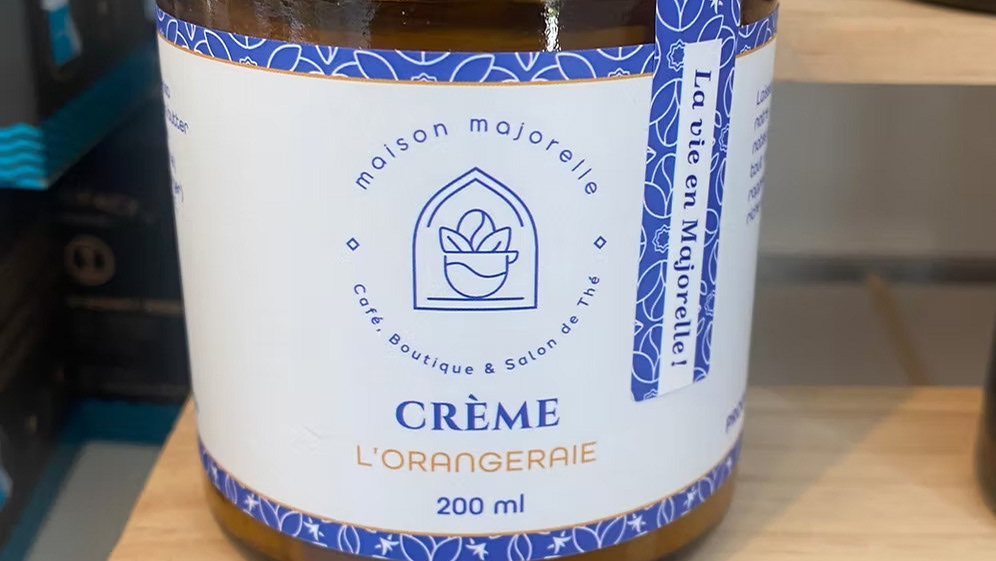 maison majorelle
Café, Boutique & Salon de Thé
CRÈME
L'ORANGERAIE
200 ml
La vie en Majorelle !